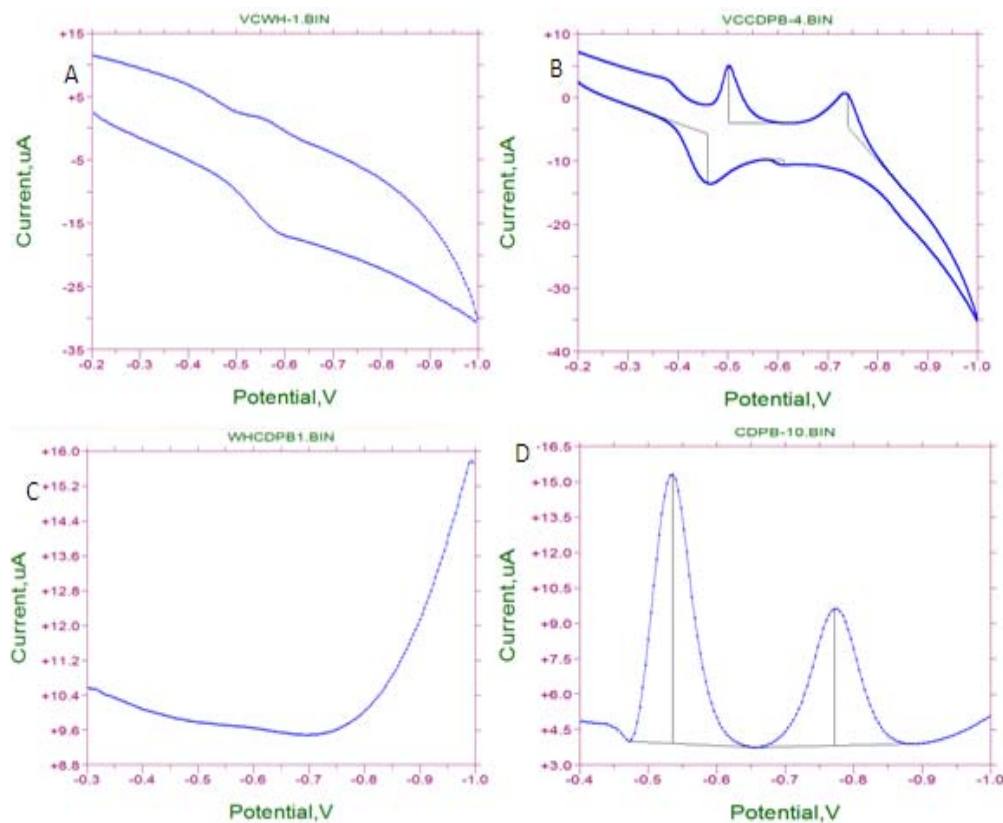 VCWH-1.BIN
A
Current,uA
+15
+5
-5
-15
-25
-35
-0.2 -0.3 -0.4 -0.5 -0.6 -0.7 -0.8 -0.9 -1.0
Potential,V
VCCDPB-4.BIN
B
Current,uA
+10
0
-10
-20
-30
-40
-0.2 -0.3 -0.4 -0.5 -0.6 -0.7 -0.8 -0.9 -1.0
Potential,V
WHCDPB1.BIN
C
Current,uA
+16.0
+15.2
+14.4
+13.6
+12.8
+12.0
+11.2
+10.4
+9.6
+8.8
-0.3 -0.4 -0.5 -0.6 -0.7 -0.8 -0.9 -1.0
Potential,V
CDPB-10.BIN
D
Current,uA
-16.5
+15.0
+13.5
+12.0
+10.5
+9.0
+7.5
+6.0
+4.5
+3.0
-0.4 -0.5 -0.6 -0.7 -0.8 -0.9 -1.0
Potential,V